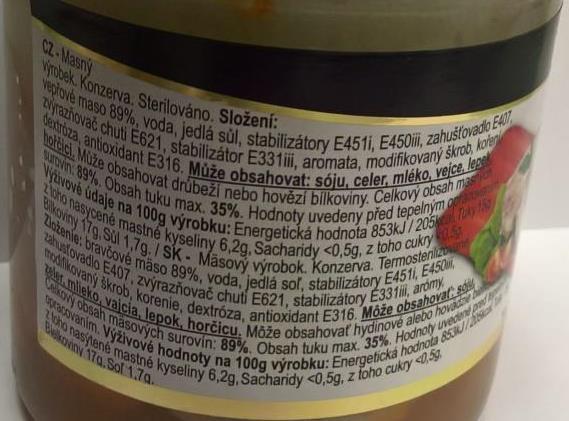 CZ - Masný
výrobek. Konzerva. Sterilováno. Složení:
vepřové maso 89%, voda, jedlá sůl, stabilizátory E451i, E450iii, zahušťovadlo E407,
zvýrazňovač chuti E621, stabilizátor E331iii, aromata, modifikovaný škrob, koření,
dextróza, antioxidant E316. Může obsahovat: sóju, celer, mléko, vejce, lepek,
hořčici. Může obsahovat drůbeží nebo hovězí bílkoviny. Celkový obsah masných
surovin: 89%. Obsah tuku max. 35%. Hodnoty uvedeny před tepelným opracováním.
Výživové údaje na 100g výrobku: Energetická hodnota 853kJ / 205kcal, Tuky 15g
z toho nasycené mastné kyseliny 6,2g, Sacharidy <0,5g, z toho cukry <0,5g,
Bílkoviny 17g, Sůl 1,7g. / SK - Mäsový výrobok. Konzerva. Termosterilizované
Zloženie: bravčové mäso 89%, voda, jedlá soľ, stabilizátory E451i, E450iii,
zahusťovadlo E407, zvýrazňovač chuti E621, stabilizátory E331iii, arómy,
modifikovaný škrob, korenie, dextróza, antioxidant E316. Môže obsahovať: sóju,
zeler, mlieko, vajcia, lepok, horčicu. Môže obsahovať hydinové alebo hovädzie
Celkový obsah mäsových surovín: 89%. Obsah tuku max. 35%. Hodnoty uvedené pred
opracovaním. Výživové hodnoty na 100g výrobku: Energetická hodnota 853kJ / 205kcal,
z toho nasýtené mastné kyseliny 6,2g, Sacharidy <0,5g, z toho cukry <0,5g,
Bielkoviny 17g, Soľ 1,7g.